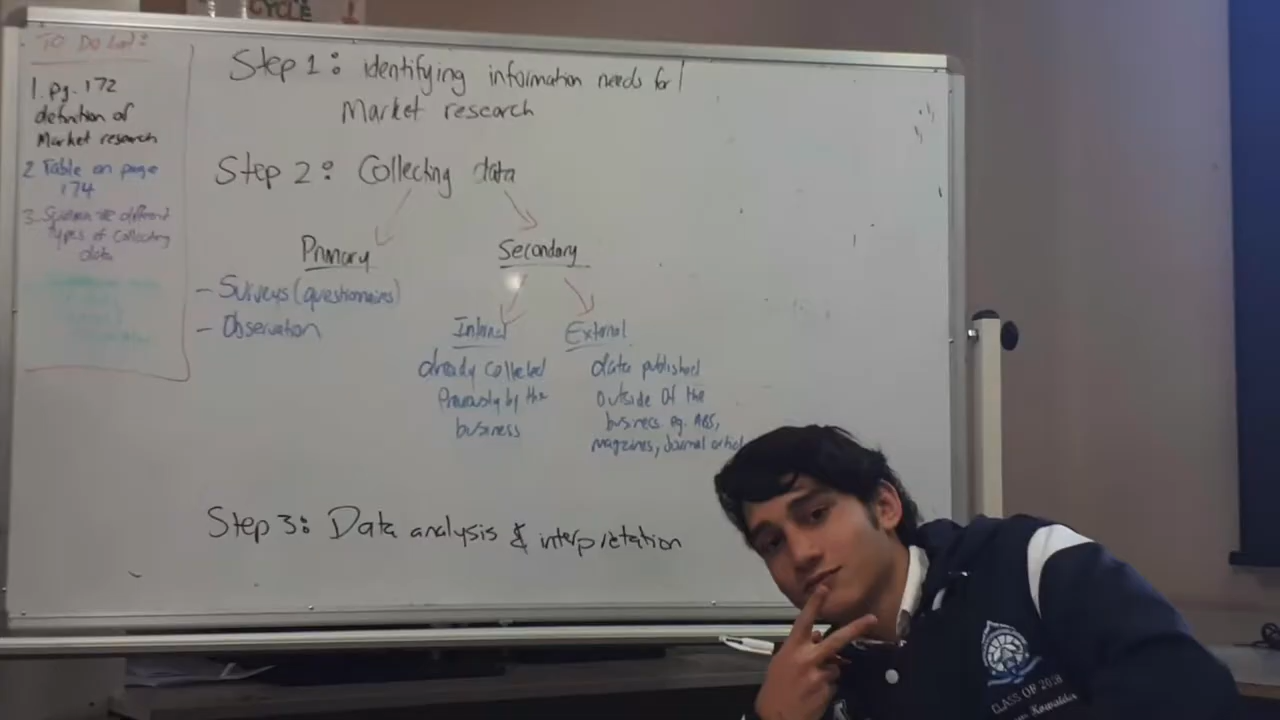 CYCLE
TO DO List:
1. pg. 172
definition of
Market research
2. Table on page
174
3. different
types of collecting
data
Step 1: identifying information needs for
Market research
Step 2: Collecting data
Primary
- Surveys (questionnaires)
- Observation
Secondary
Internal
already collected
previously by the
business
External
data published
outside of the
business eg. ABS,
magzines, Journal artic
Step 3: Data analysis & interpretation
CLASS OF 2018